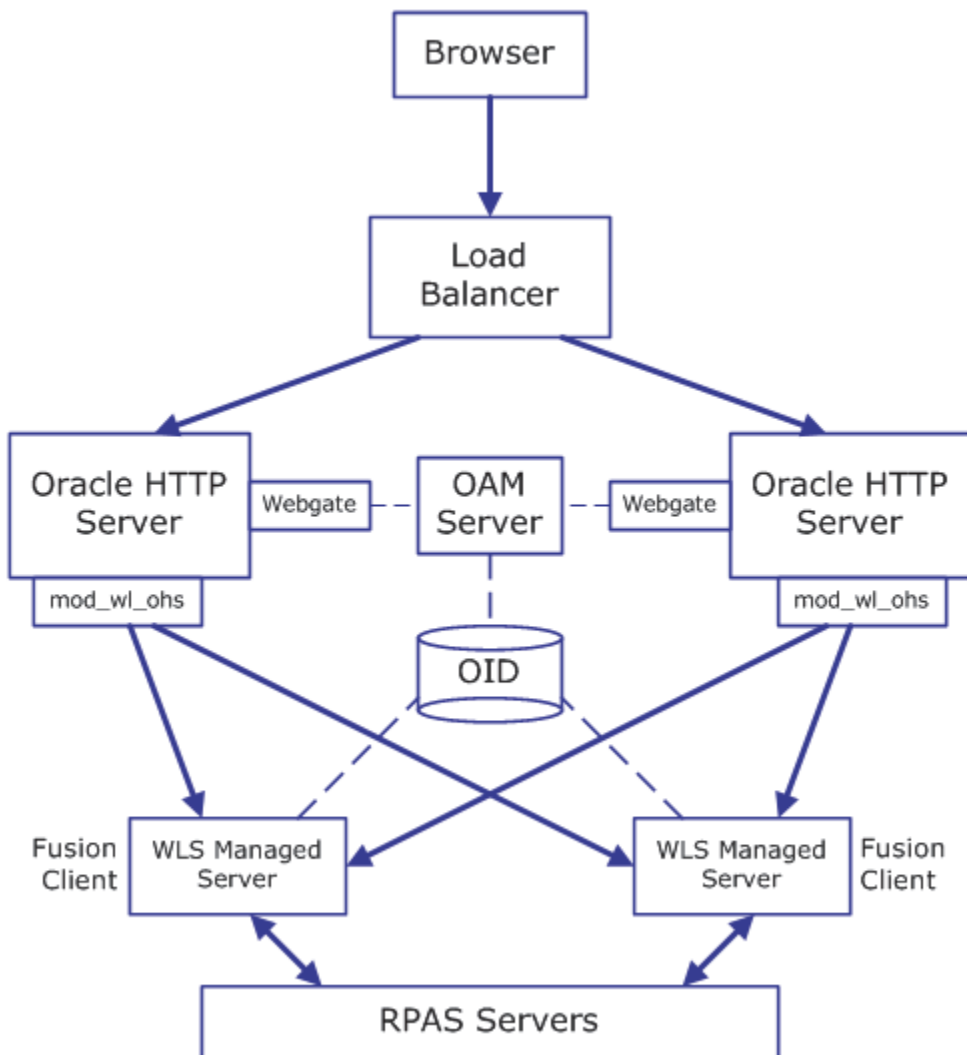 Browser
Load
Balancer
Oracle HTTP
Server
Webgate
OAM
Server
Webgate
Oracle HTTP
Server
mod_wl_ohs
mod_wl_ohs
OID
Fusion
Client
WLS Managed
Server
WLS Managed
Server
Fusion
Client
RPAS Servers